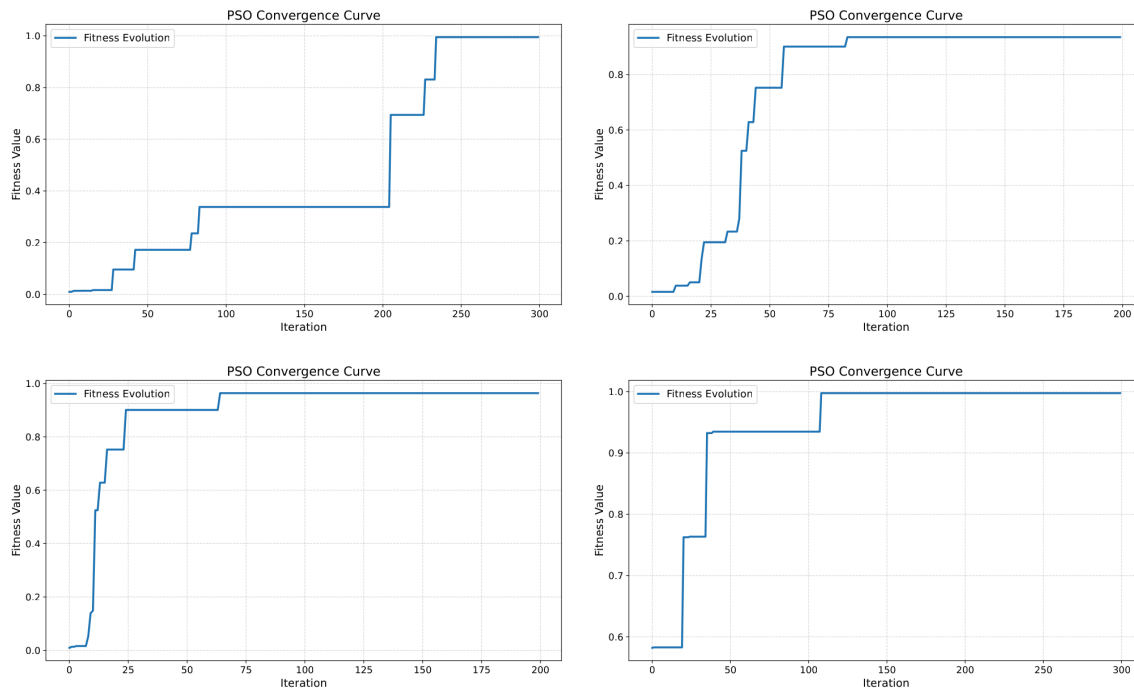 PSO Convergence Curve
Fitness Evolution
1.0
0.8
0.6
0.4
0.2
0.0
Fitness Value
0 50 100 150 200 250 300
Iteration
PSO Convergence Curve
Fitness Evolution
0.8
0.6
0.4
0.2
0.0
Fitness Value
0 25 50 75 100 125 150 175 200
Iteration
PSO Convergence Curve
Fitness Evolution
1.0
0.8
0.6
0.4
0.2
0.0
Fitness Value
0 25 50 75 100 125 150 175 200
Iteration
PSO Convergence Curve
Fitness Evolution
1.0
0.9
0.8
0.7
0.6
Fitness Value
0 50 100 150 200 250 300
Iteration